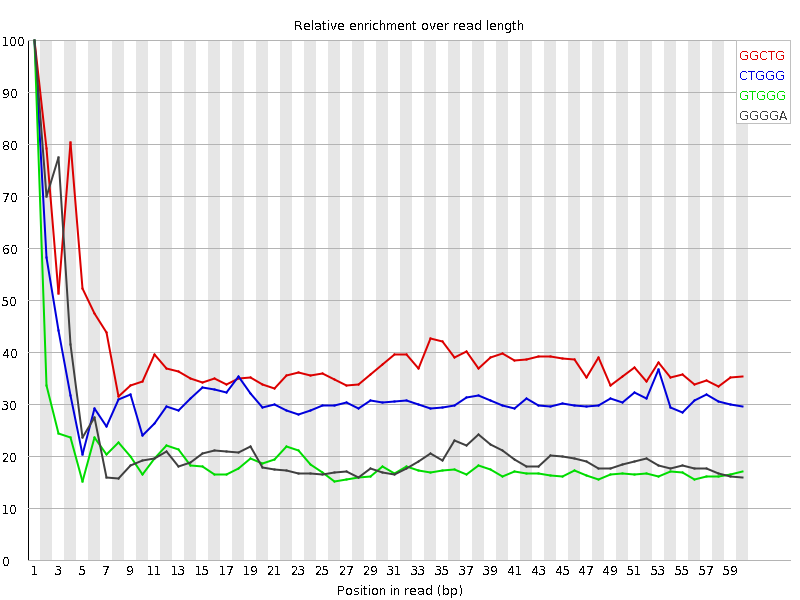 Relative enrichment over read length
100
90
80
70
60
50
40
30
20
10
0
GGCTG
CTGGG
GTGGG
GGGGA
1 3 5 7 9 11 13 15 17 19 21 23 25 27 29 31 33 35 37 39 41 43 45 47 49 51 53 55 57 59
Position in read (bp)